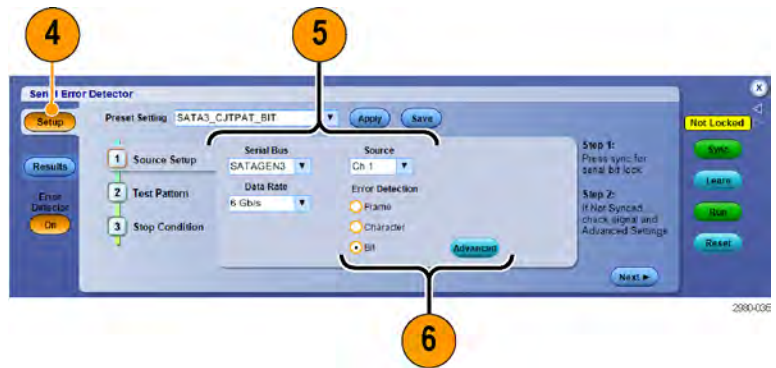 4
5
Serial Error Detector
X
Setup
Preset Setting SATA3_CJTPAT_BIT Apply Save
Not Locked
Results
1 Source Setup
2 Test Pattern
3 Stop Condition
Error
Detector
On
Serial Bus
SATAGEN3
Data Rate
6 Gb/s
Source
Ch 1
Error Detection
Frame
Character
Bit
Advanced
Step 1:
Press sync for
serial bit lock
Step 2:
If Not Synced
check signal and
Advanced Settings
Next
Sync
Learn
Run
Reset
6
2980-036